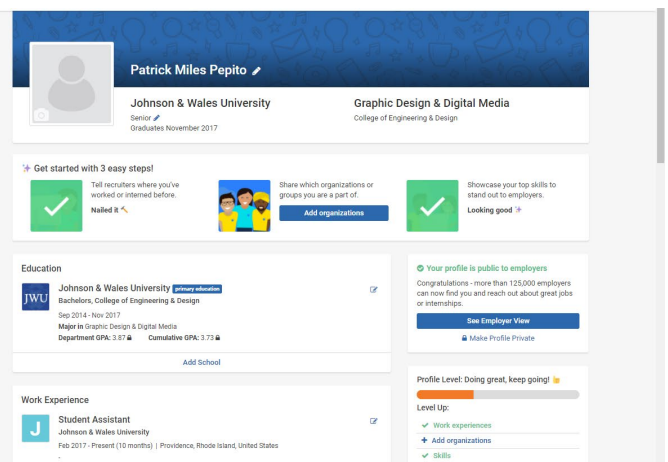 Patrick Miles Pepito
Johnson & Wales University
Senior
Graduates November 2017
Graphic Design & Digital Media
College of Engineering & Design
Get started with 3 easy steps!
Tell recruiters where you've
worked or interned before.
Nailed it
Share which organizations or
groups you are a part of.
Add organizations
Showcase your top skills to
stand out to employers.
Looking good
Education
JWU
Johnson & Wales University primary education
Bachelors, College of Engineering & Design
Sep 2014 - Nov 2017
Major in Graphic Design & Digital Media
Department GPA: 3.87 Cumulative GPA: 3.73
Add School
Work Experience
J
Student Assistant
Johnson & Wales University
Feb 2017 - Present (10 months) | Providence, Rhode Island, United States
-
Your profile is public to employers
Congratulations - more than 125,000 employers
can now find you and reach out about great jobs
or internships.
See Employer View
Make Profile Private
Profile Level: Doing great, keep going!
Level Up:
Work experiences
Add organizations
Skills